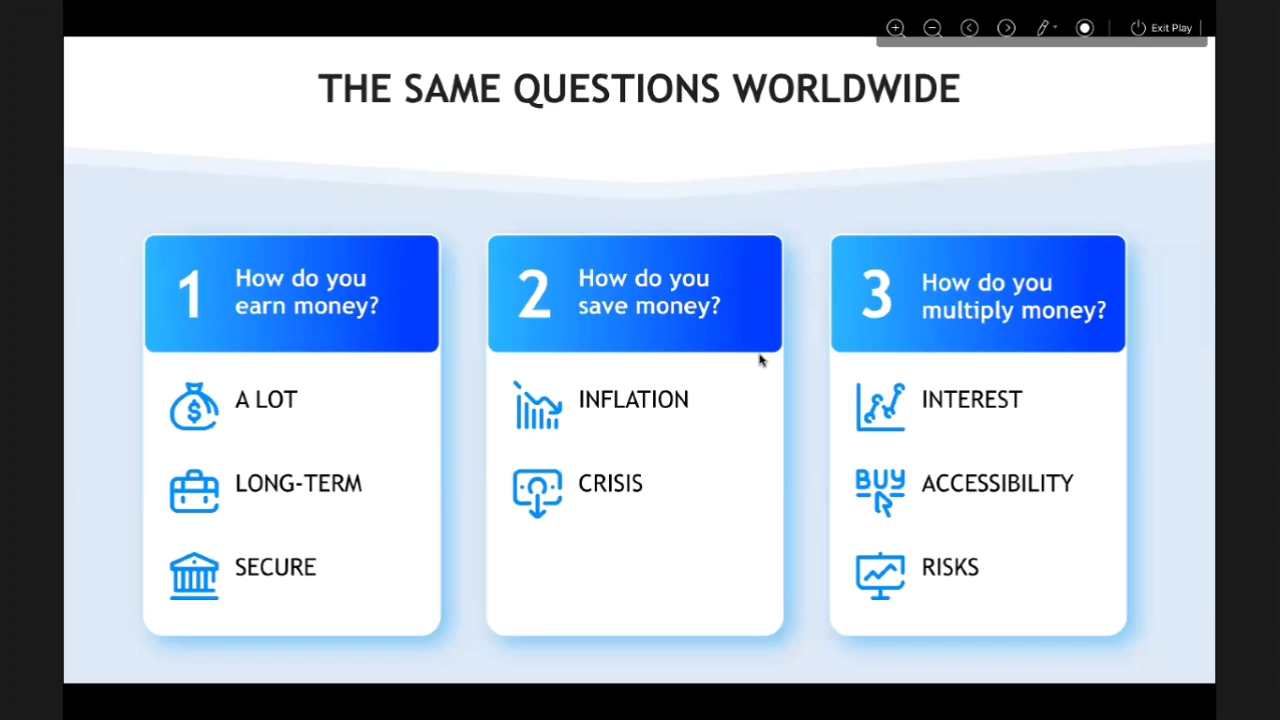 Exit Play
THE SAME QUESTIONS WORLDWIDE
1
How do you
earn money?
A LOT
LONG-TERM
SECURE
2
How do you
save money?
INFLATION
CRISIS
3
How do you
multiply money?
INTEREST
BUY
ACCESSIBILITY
RISKS